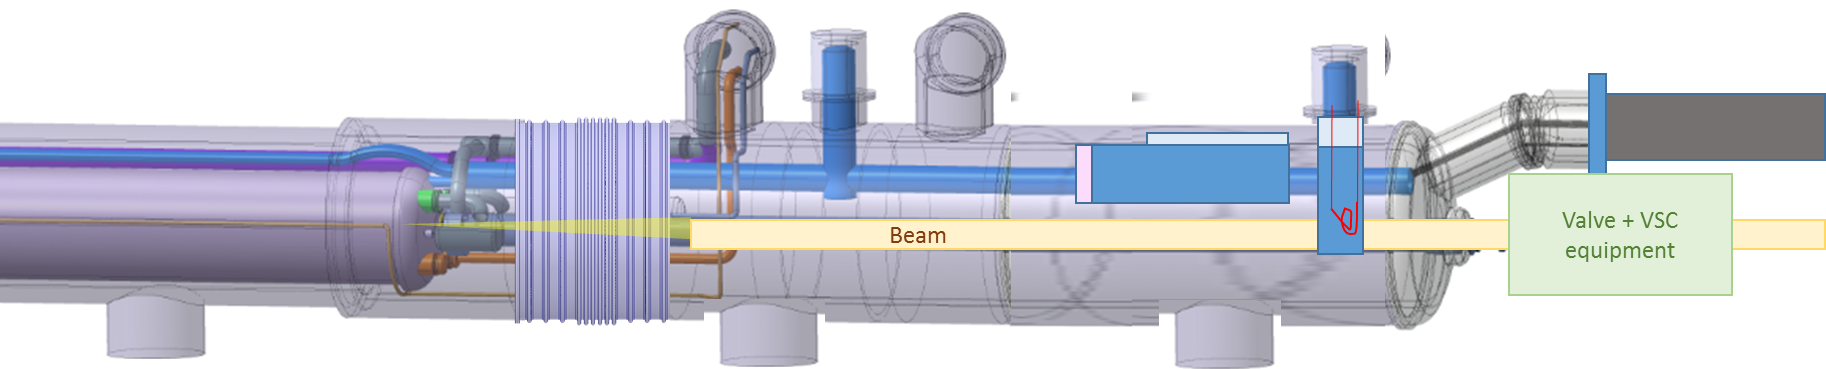 Beam
Valve + VSC
equipment